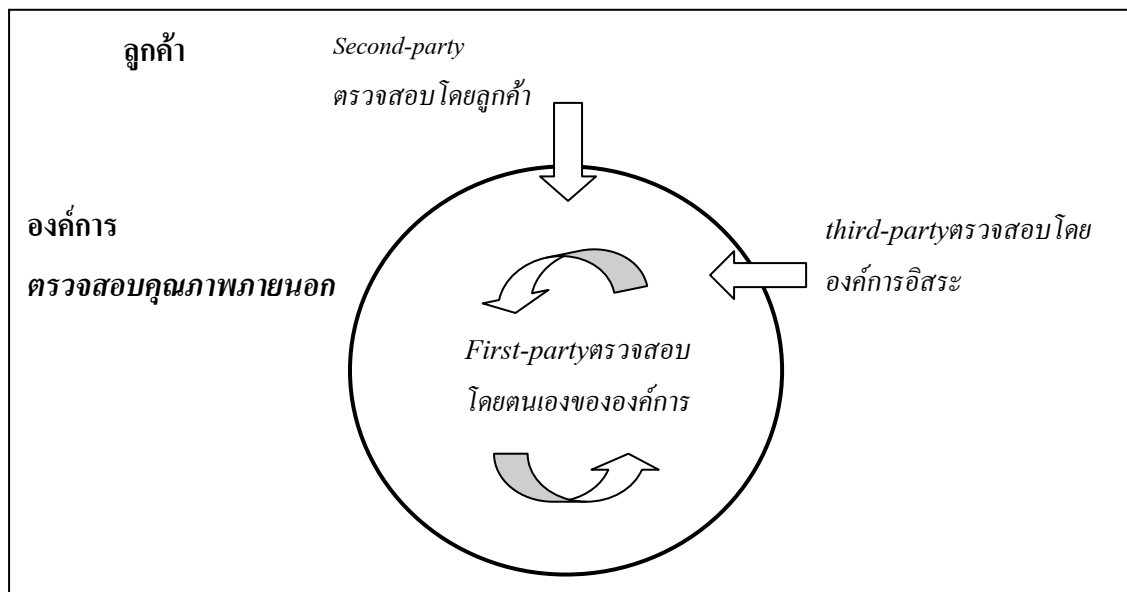 ลูกค้า
Second-party
ตรวจสอบโดยลูกค้า
องค์การ
ตรวจสอบคุณภาพภายนอก
third-partyตรวจสอบโดย
องค์การอิสระ
First-partyตรวจสอบ
โดยตนเองขององค์การ